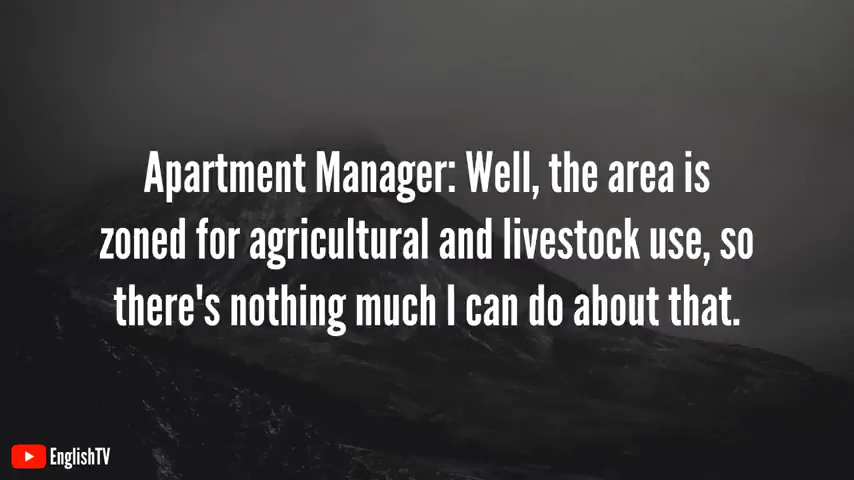 Apartment Manager: Well, the area is
zoned for agricultural and livestock use, so
there's nothing much I can do about that.
EnglishTV